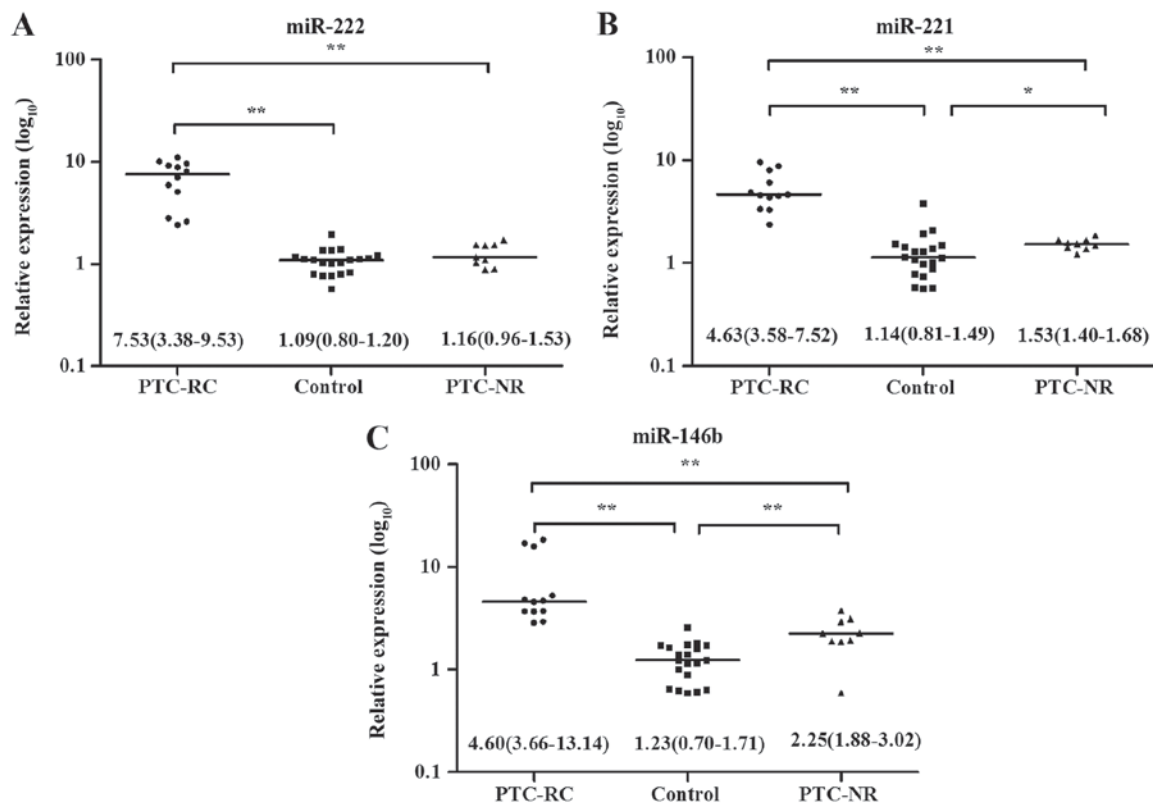 A
miR-222
**
**
Relative expression (log10)
100
10
1
0.1
7.53(3.38-9.53) 1.09(0.80-1.20) 1.16(0.96-1.53)
PTC-RC Control PTC-NR
B
miR-221
**
** *
Relative expression (log10)
100
10
1
0.1
4.63(3.58-7.52) 1.14(0.81-1.49) 1.53(1.40-1.68)
PTC-RC Control PTC-NR
C
miR-146b
**
** **
Relative expression (log10)
100
10
1
0.1
4.60(3.66-13.14) 1.23(0.70-1.71) 2.25(1.88-3.02)
PTC-RC Control PTC-NR